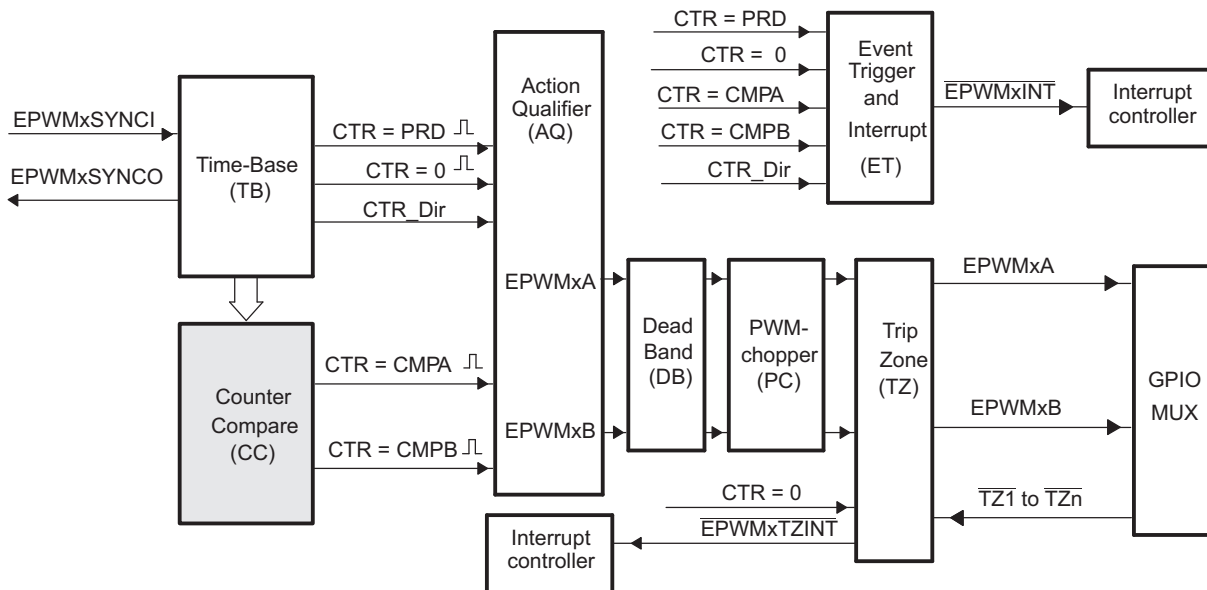 EPWMxSYNCI
EPWMxSYNCO
Time-Base
(TB)
CTR = PRD
CTR = 0
CTR_Dir
Counter
Compare
(CC)
CTR = CMPA
CTR = CMPB
Action
Qualifier
(AQ)
EPWMxA
EPWMxB
CTR = PRD
CTR = 0
CTR = CMPA
CTR = CMPB
CTR_Dir
Event
Trigger
and
Interrupt
(ET)
EPWMxINT
Interrupt
controller
Dead
Band
(DB)
PWM-
chopper
(PC)
Trip
Zone
(TZ)
EPWMxA
EPWMxB
TZ1 to TZn
GPIO
MUX
CTR = 0
EPWMxTZINT
Interrupt
controller